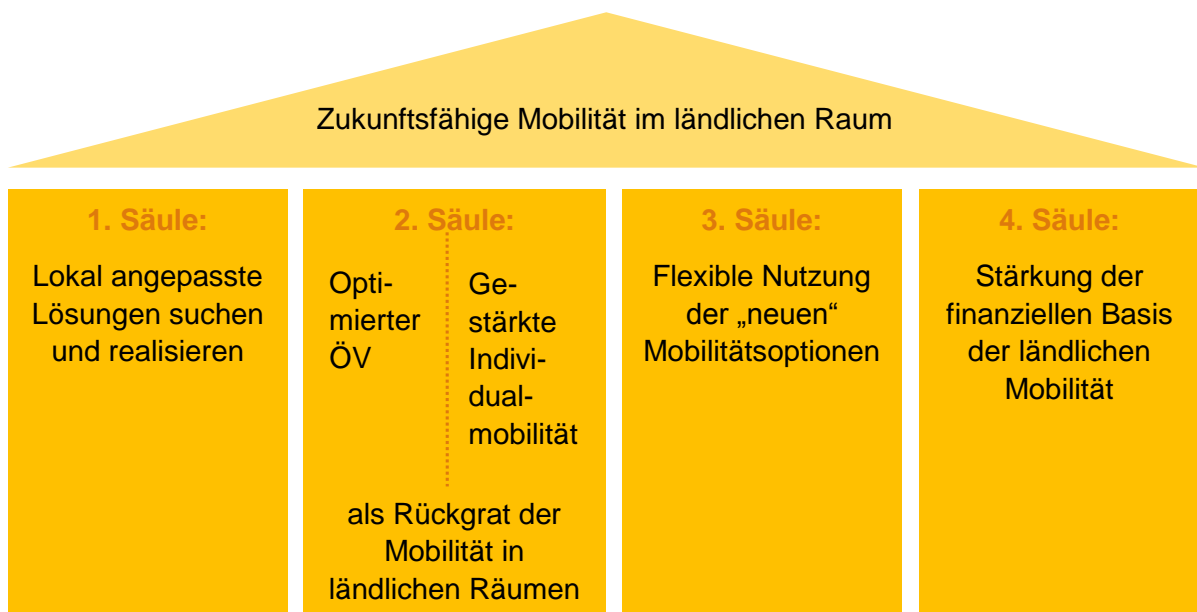 Zukunftsfähige Mobilität im ländlichen Raum
1. Säule:
Lokal angepasste
Lösungen suchen
und realisieren
2. Säule:
Opti-
mierter
ÖV
Ge-
stärkte
Indivi-
dual-
mobilität
als Rückgrat der
Mobilität in
ländlichen Räumen
3. Säule:
Flexible Nutzung
der „neuen“
Mobilitätsoptionen
4. Säule:
Stärkung der
finanziellen Basis
der ländlichen
Mobilität